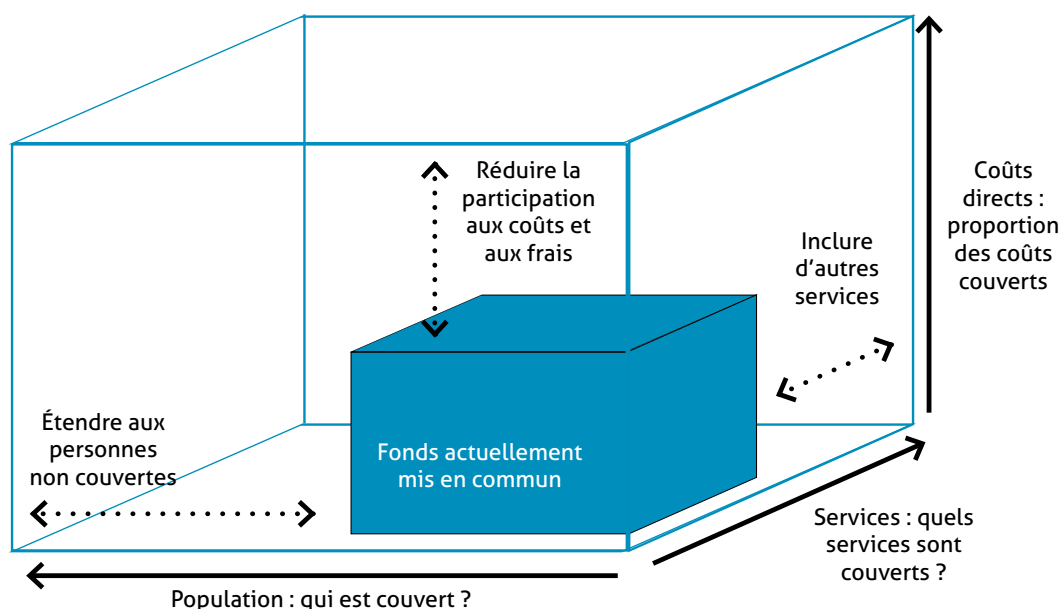 Réduire la
participation
aux coûts et
aux frais
Coûts
directs :
proportion
des coûts
couverts
Inclure
d’autres
services
Étendre aux
personnes
non couvertes
Fonds actuellement
mis en commun
Services : quels
services sont
couverts ?
Population : qui est couvert ?